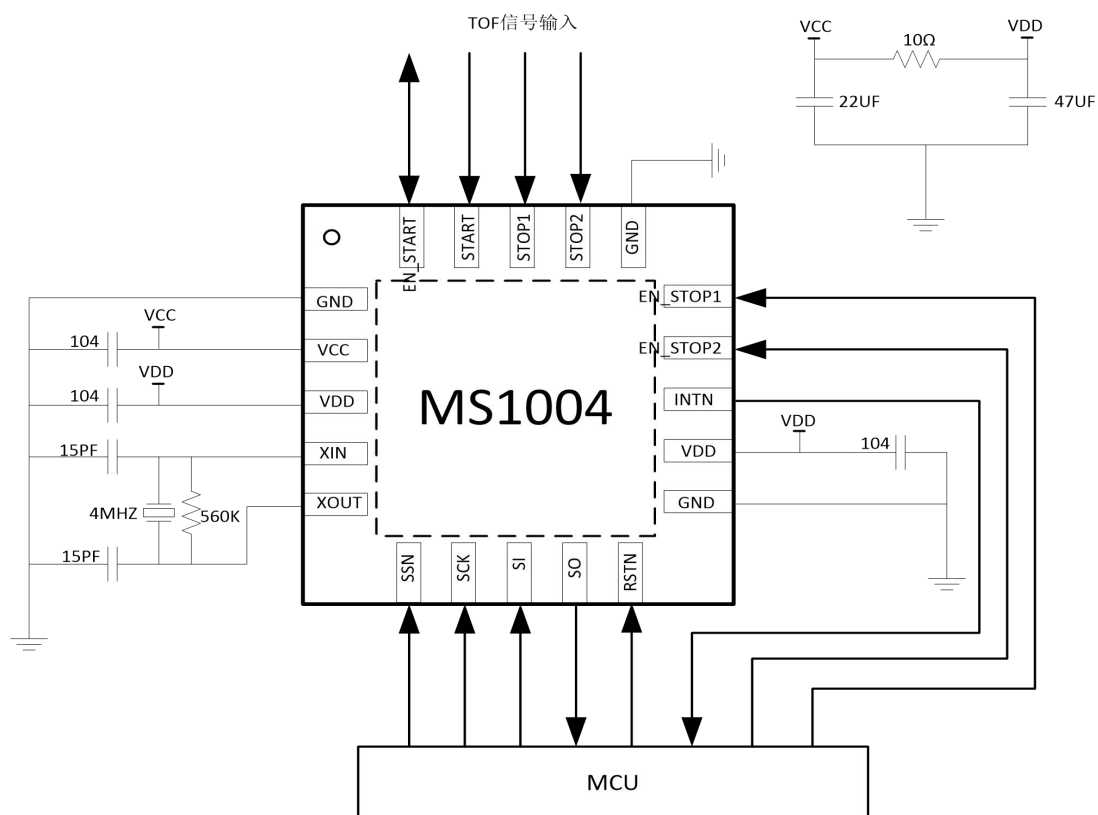 TOF信号输入
VCC
10Ω
VDD
22UF
47UF
EN_START
START
STOP1
STOP2
GND
GND
EN_STOP1
VCC
104
VCC
EN_STOP2
VDD
104
VDD
MS1004
INTN
VDD
15PF
XIN
VDD
104
4MHZ
560K
XOUT
GND
15PF
SSN
SCK
SI
SO
RSTN
MCU